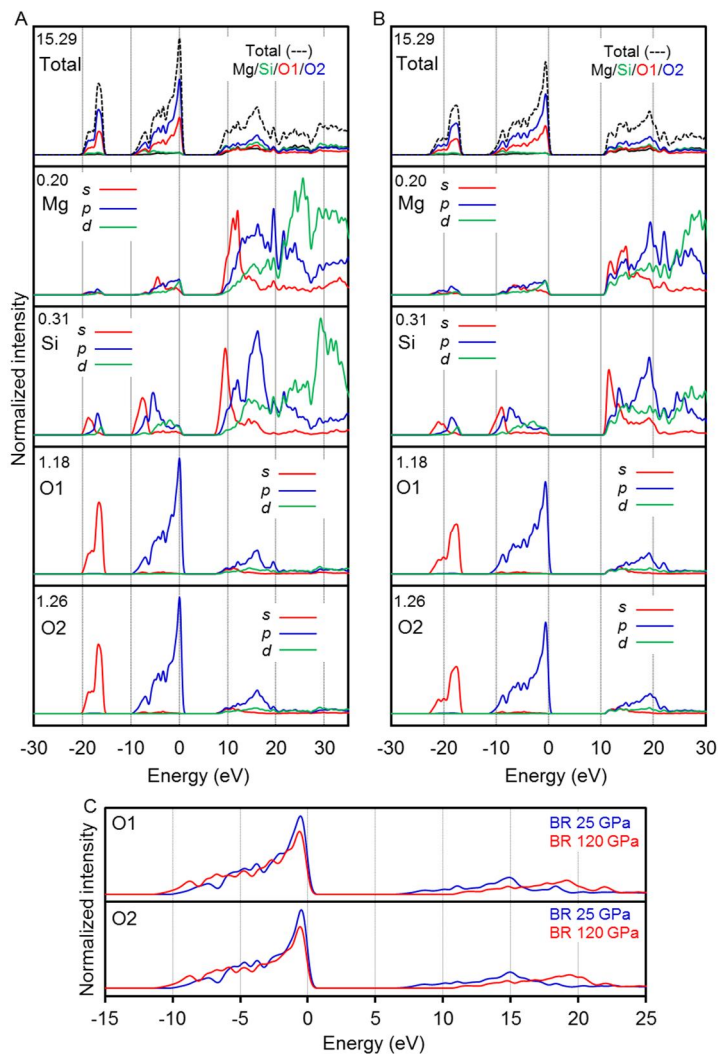 A
15.29
Total
Total (---)
Mg/Si/O1/O2
0.20
Mg
s
p
d
0.31
Si
s
p
d
1.18
O1
s
p
d
1.26
O2
s
p
d
Normalized intensity
-30 -20 -10 0 10 20 30
Energy (eV)
B
15.29
Total
Total (---)
Mg/Si/O1/O2
0.20
Mg
s
p
d
0.31
Si
s
p
d
1.18
O1
s
p
d
1.26
O2
s
p
d
-30 -20 -10 0 10 20 30
Energy (eV)
C
O1
BR 25 GPa
BR 120 GPa
O2
BR 25 GPa
BR 120 GPa
Normalized intensity
-15 -10 -5 0 5 10 15 20 25
Energy (eV)